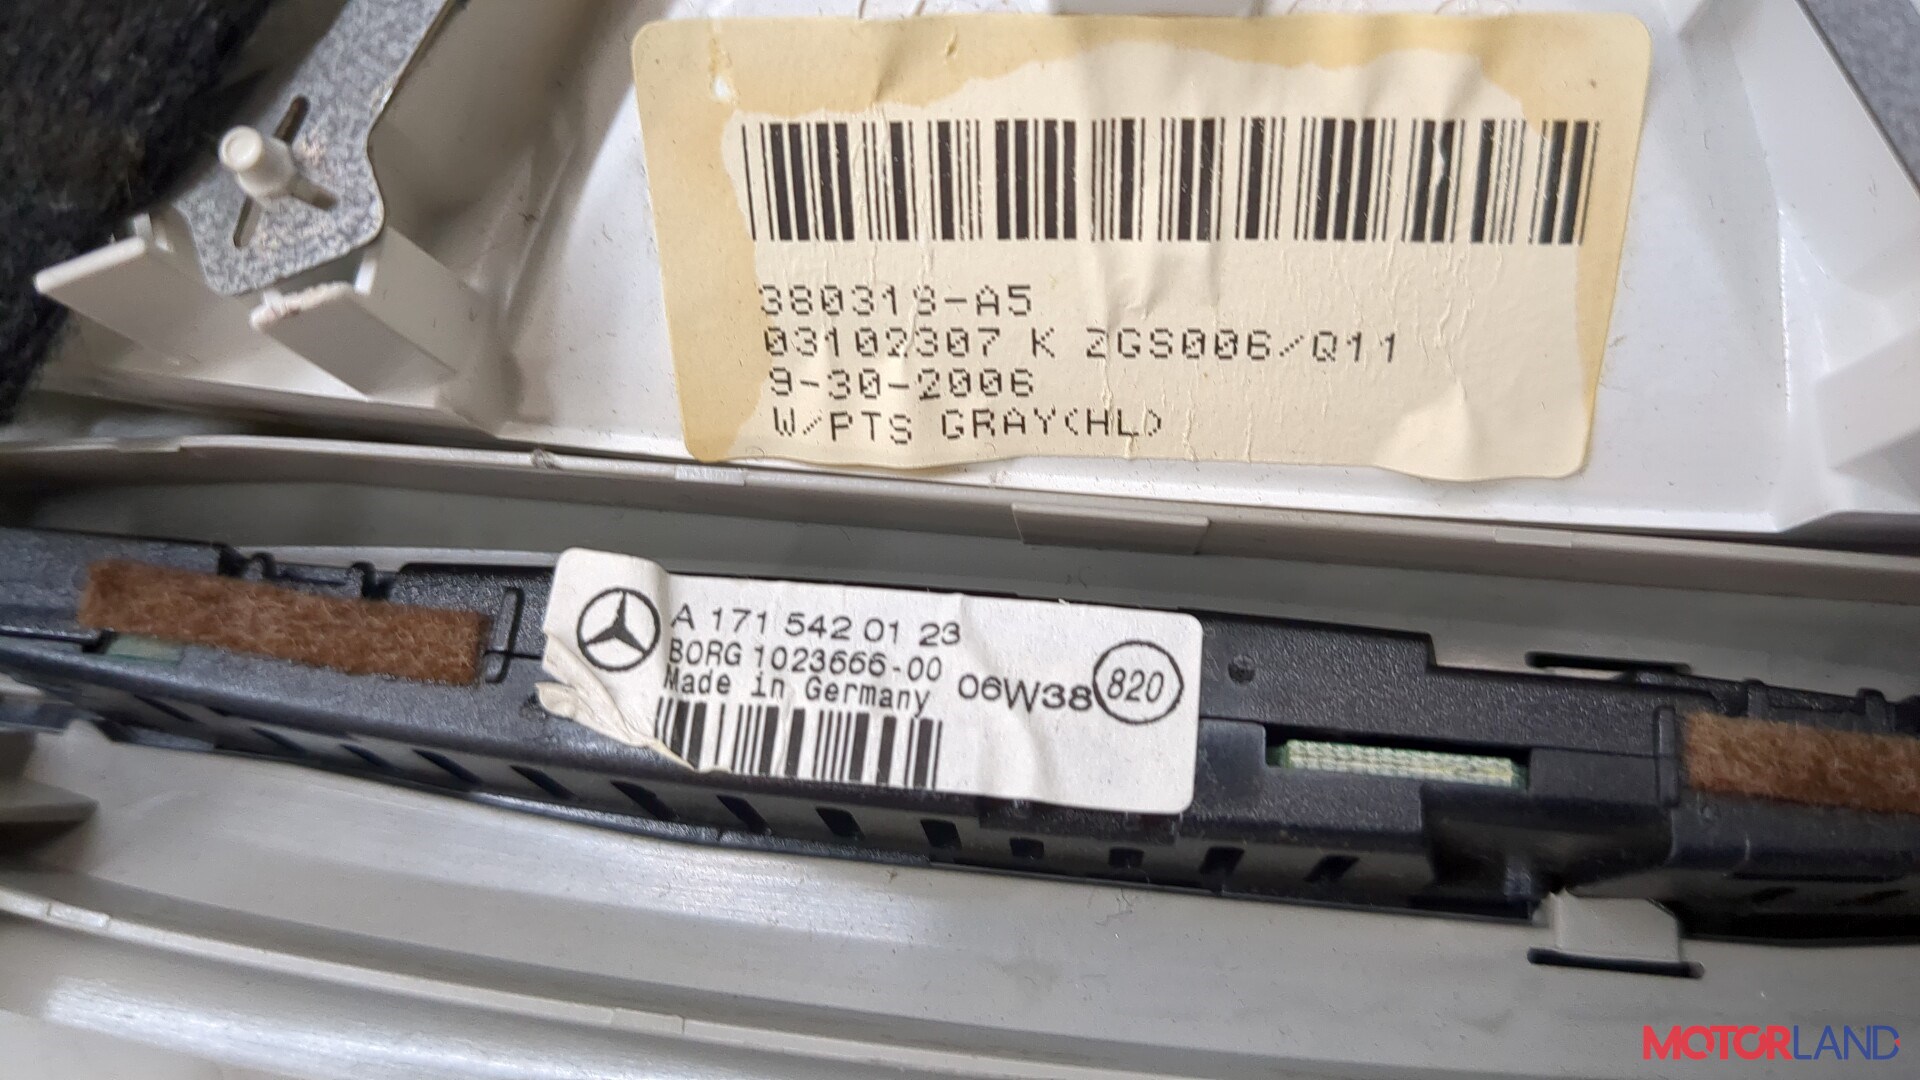 380318-A5
03102307 K ZGS006/Q11
9-30-2006
W/PTS GRAY(HL)
A 171 542 01 23
BORG 1023666-00
Made in Germany 06W38 820
MOTORLAND